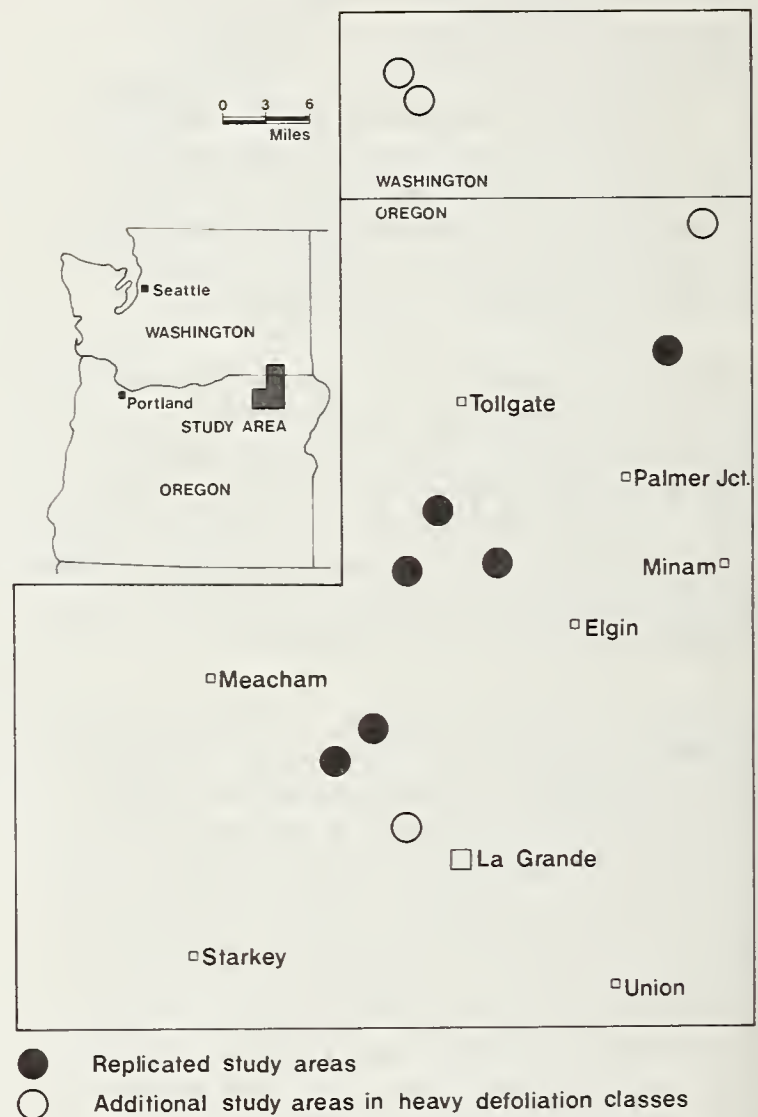 0 3 6
Miles
WASHINGTON
OREGON
Seattle
WASHINGTON
Portland
STUDY AREA
OREGON
Tollgate
Palmer Jct.
Minam
Elgin
Meacham
La Grande
Starkey
Union
Replicated study areas
Additional study areas in heavy defoliation classes